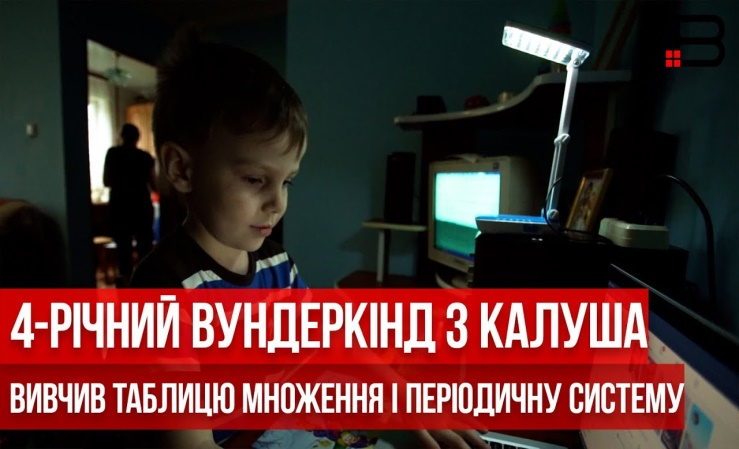 4-РІЧНИЙ ВУНДЕРКІНД З КАЛУША
ВИВЧИВ ТАБЛИЦЮ МНОЖЕННЯ І ПЕРІОДИЧНУ СИСТЕМУ